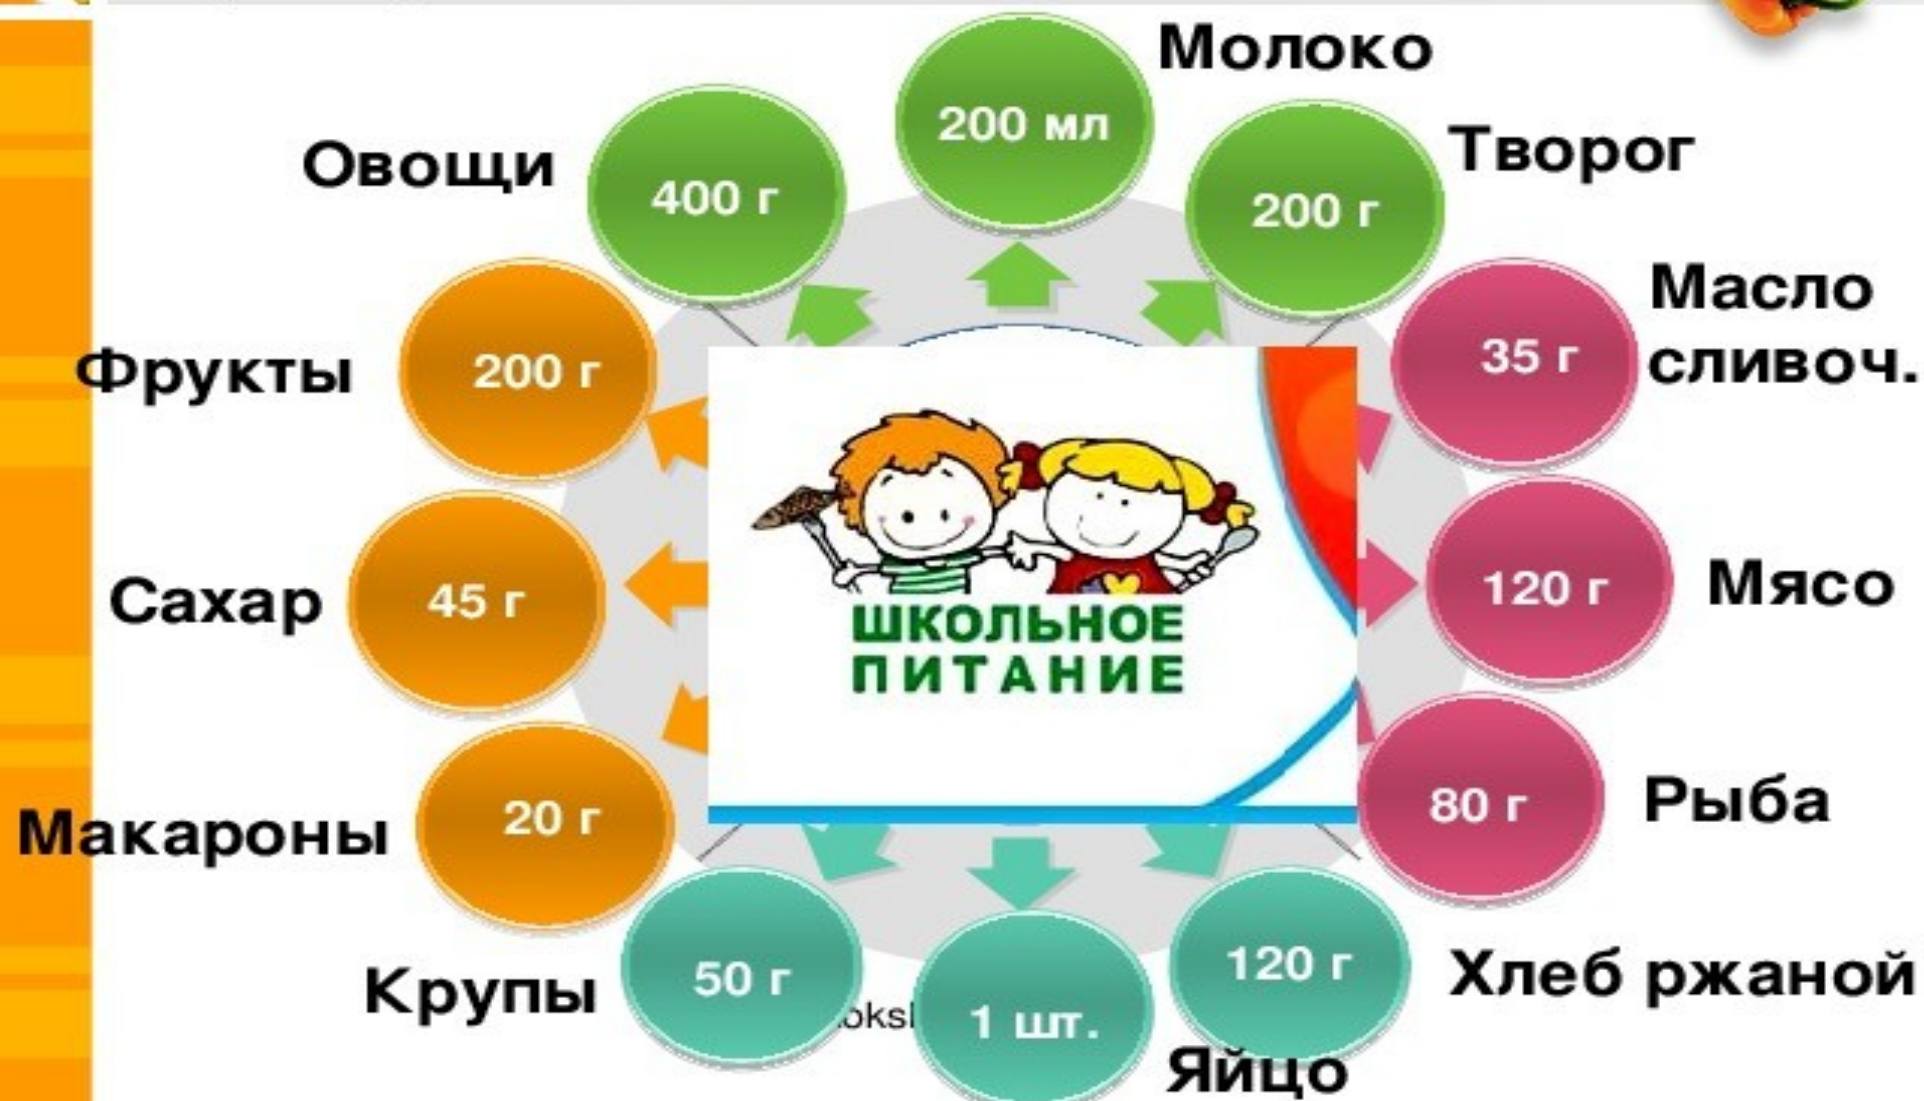 Молоко
200 мл
Творог
200 г
Масло
сливоч.
35 г
Мясо
120 г
Рыба
80 г
Хлеб ржаной
120 г
Яйцо
1 шт.
Крупы
50 г
Макароны
20 г
Сахар
45 г
Фрукты
200 г
Овощи
400 г
ШКОЛЬНОЕ
ПИТАНИЕ